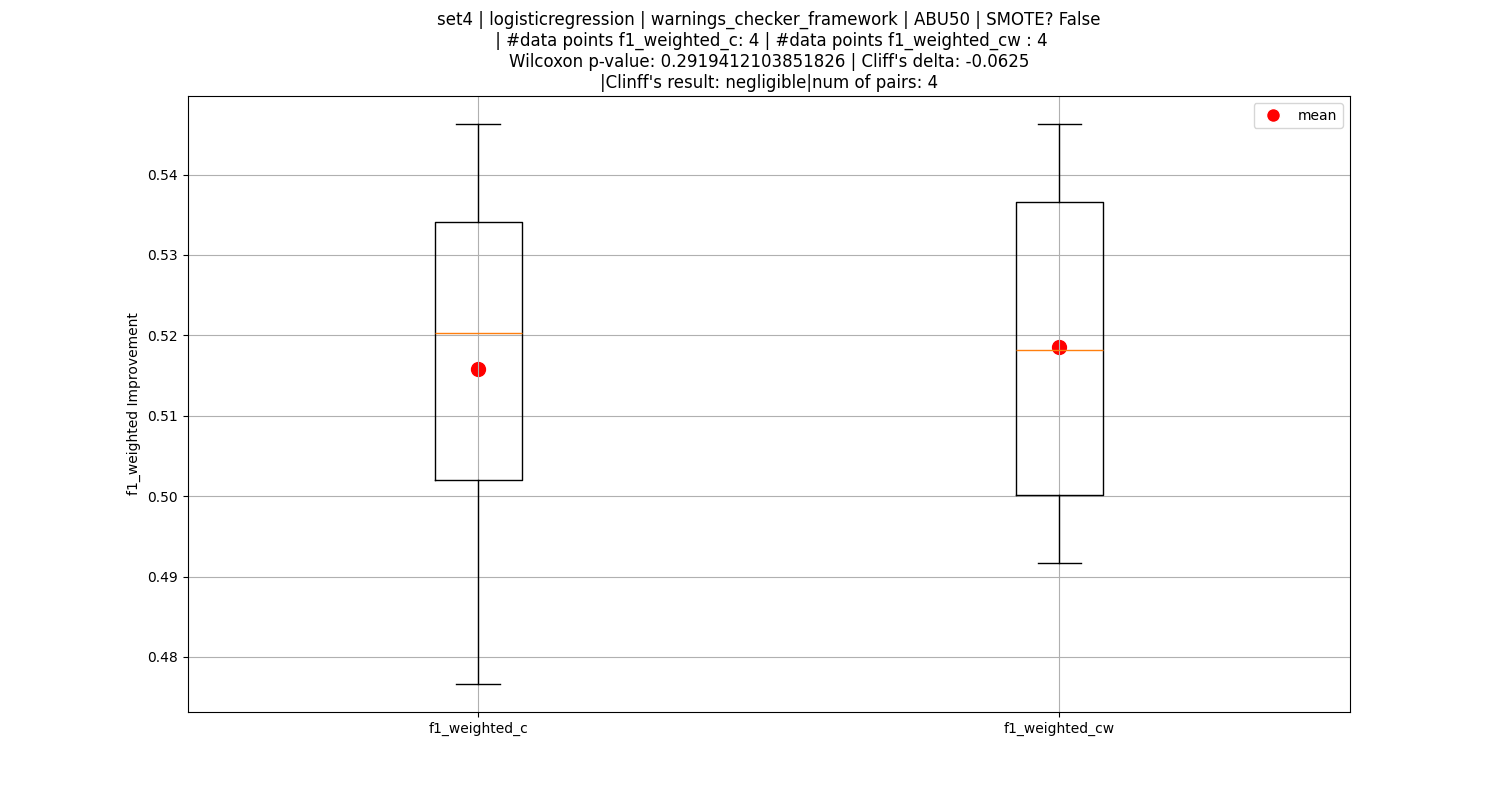 set4 | logisticregression | warnings_checker_framework | ABU50 | SMOTE? False
| #data points f1_weighted_c: 4 | #data points f1_weighted_cw : 4
Wilcoxon p-value: 0.2919412103851826 | Cliff's delta: -0.0625
|Clinff's result: negligible|num of pairs: 4
mean
0.54
0.53
0.52
0.51
0.50
0.49
0.48
f1_weighted Improvement
f1_weighted_c
f1_weighted_cw